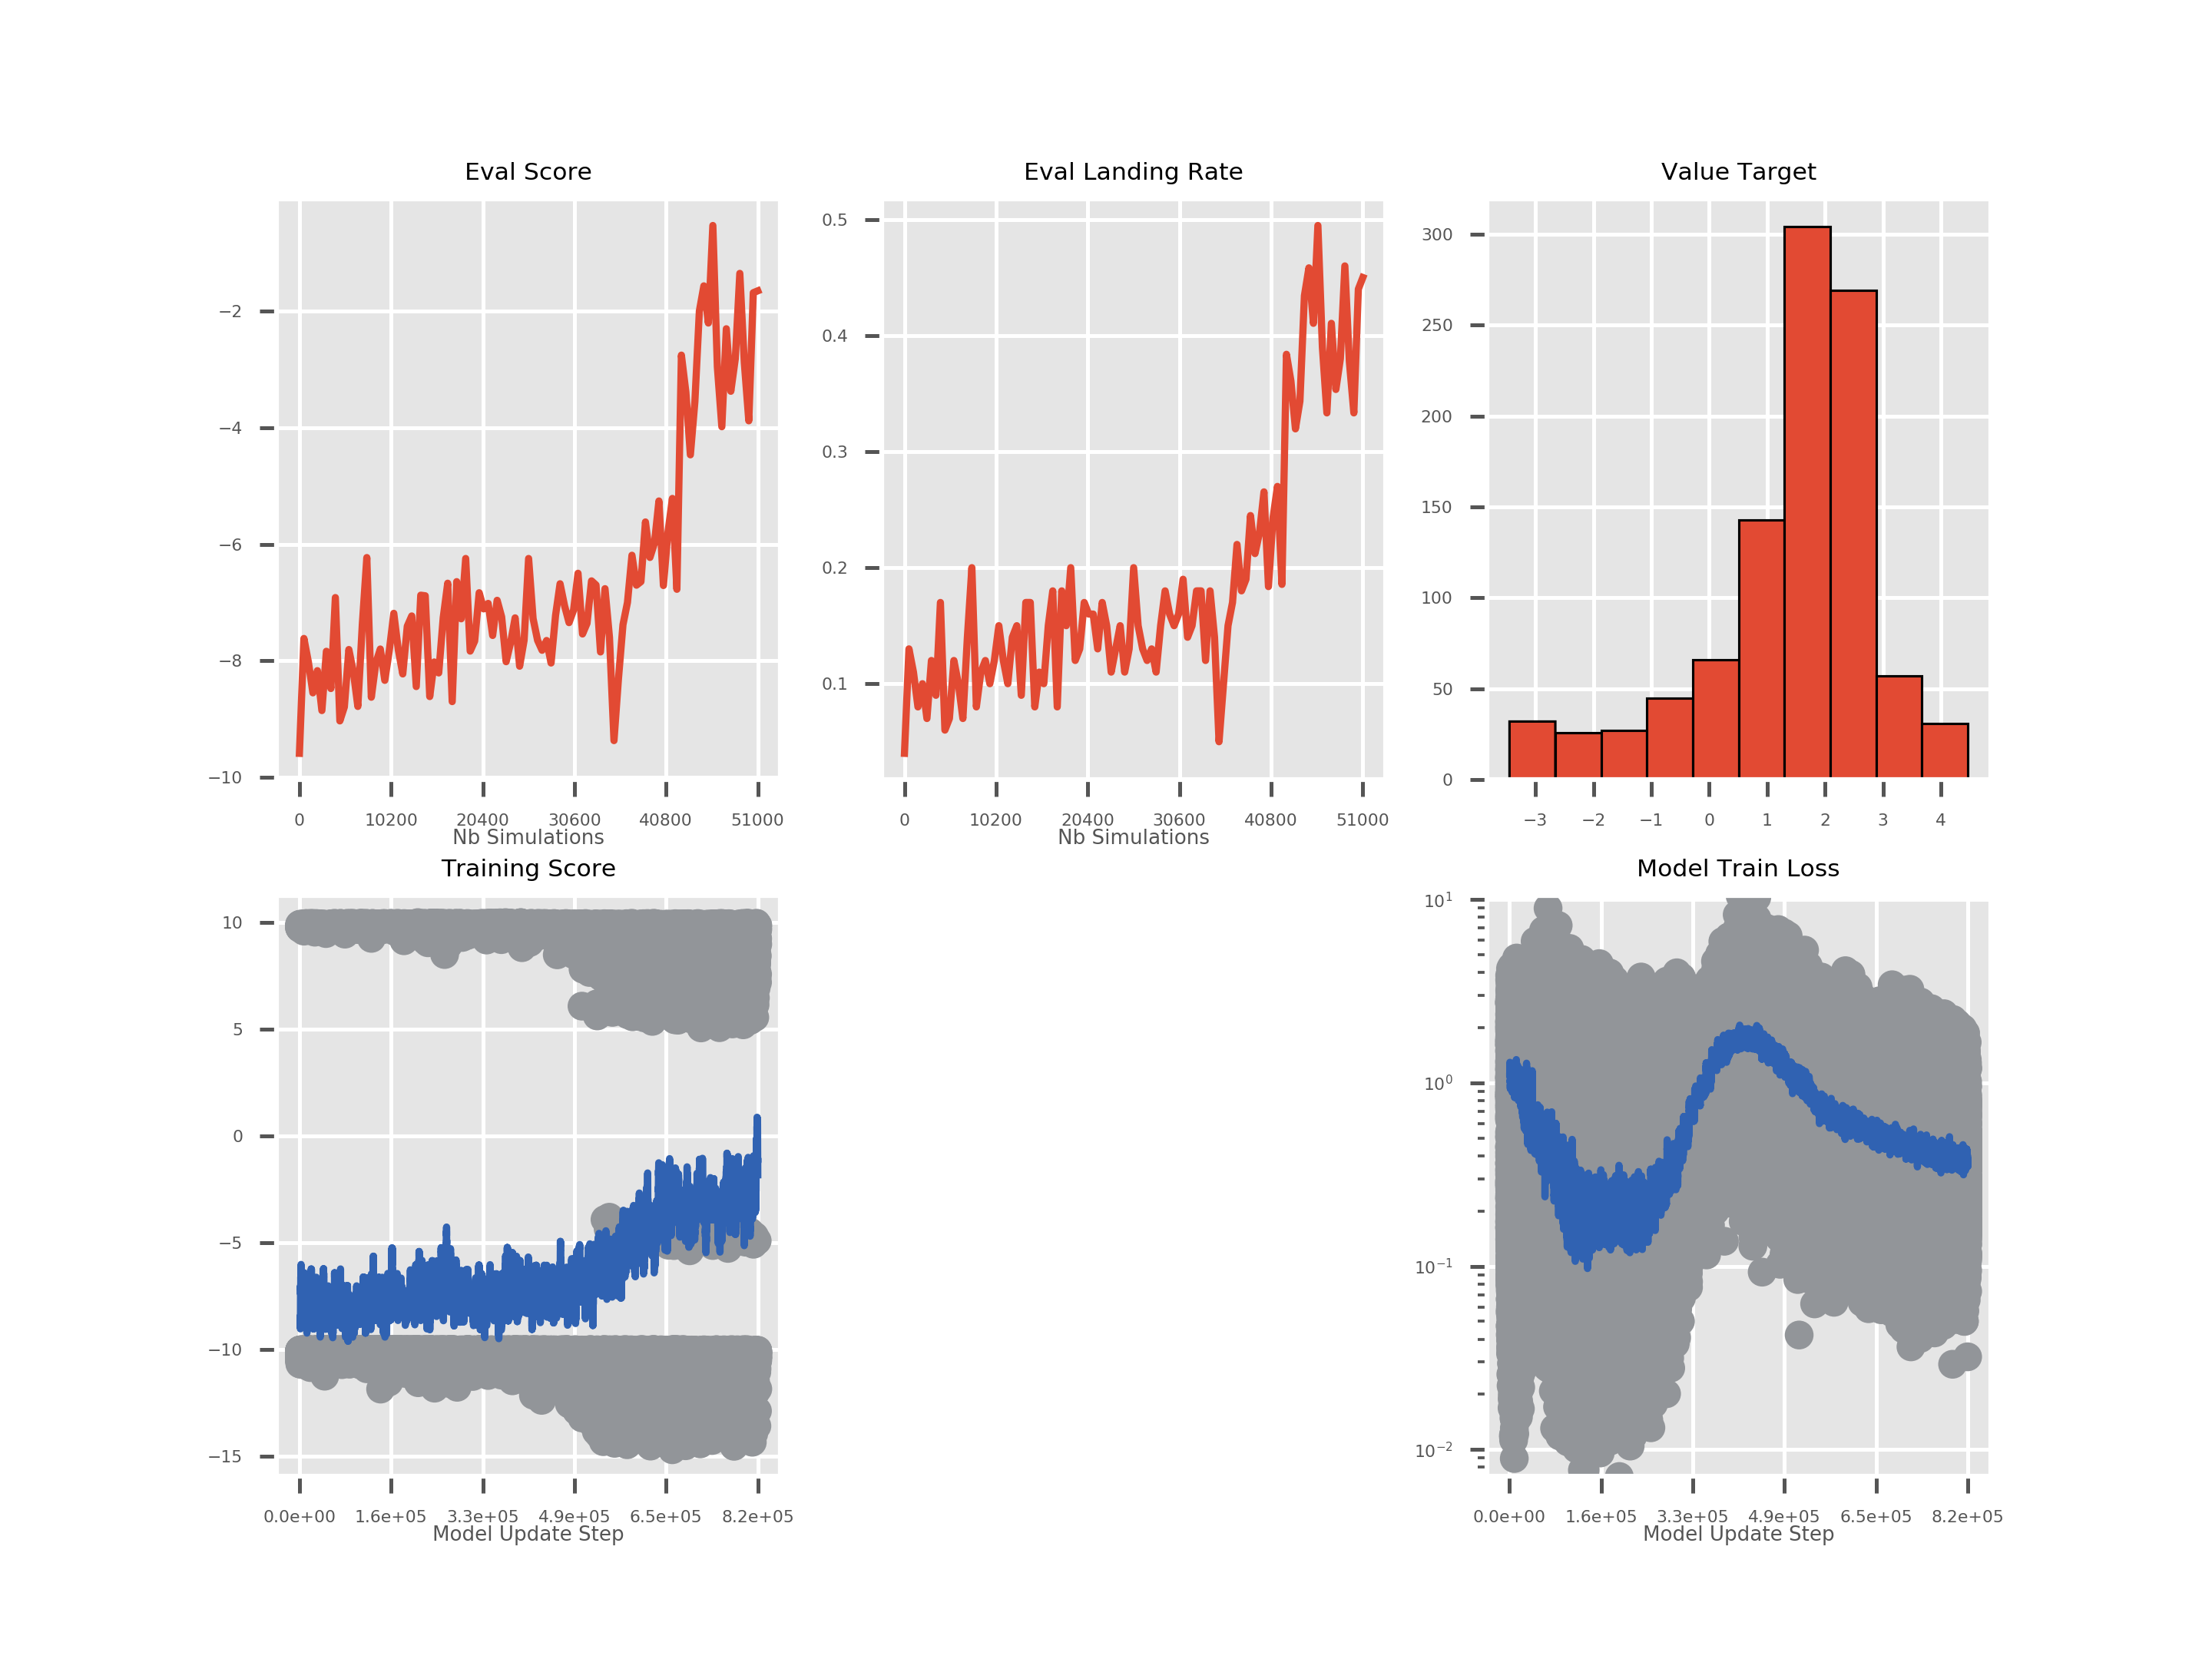 Eval Score
−2
−4
−6
−8
−10
0 10200 20400 30600 40800 51000
Nb Simulations
Eval Landing Rate
0.5
0.4
0.3
0.2
0.1
0 10200 20400 30600 40800 51000
Nb Simulations
Value Target
300
250
200
150
100
50
0
−3 −2 −1 0 1 2 3 4
Training Score
10
5
0
−5
−10
−15
0.0e+00 1.6e+05 3.3e+05 4.9e+05 6.5e+05 8.2e+05
Model Update Step
Model Train Loss
10¹
10⁰
10⁻¹
10⁻²
0.0e+00 1.6e+05 3.3e+05 4.9e+05 6.5e+05 8.2e+05
Model Update Step